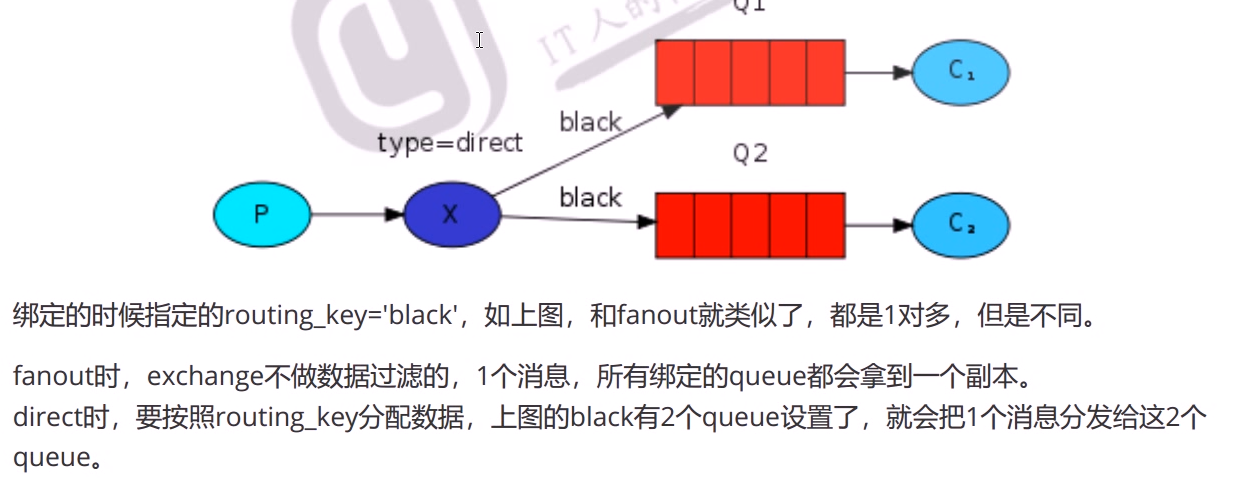 Q1
IT人的
C₁
black
type=direct
Q2
black
P
X
C₂
绑定的时候指定的routing_key='black'，如上图，和fanout就类似了，都是1对多，但是不同。
fanout时，exchange不做数据过滤的，1个消息，所有绑定的queue都会拿到一个副本。
direct时，要按照routing_key分配数据，上图的black有2个queue设置了，就会把1个消息分发给这2个
queue。